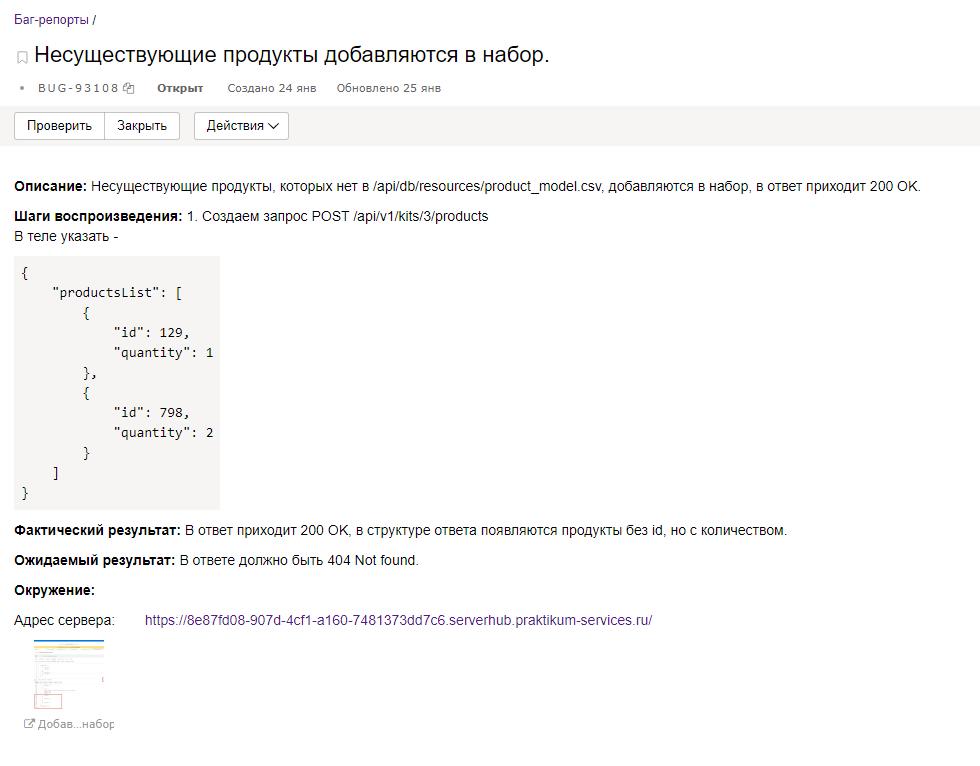 Баг-репорты /
Несуществующие продукты добавляются в набор.
BUG-93108 Открыт Создано 24 янв Обновлено 25 янв
Проверить Закрыть Действия
Описание: Несуществующие продукты, которых нет в /api/db/resources/product_model.csv, добавляются в набор, в ответ приходит 200 OK.
Шаги воспроизведения: 1. Создаем запрос POST /api/v1/kits/3/products
В теле указать -
{
"productsList": [
{
"id": 129,
"quantity": 1
},
{
"id": 798,
"quantity": 2
}
]
}
Фактический результат: В ответ приходит 200 OK, в структуре ответа появляются продукты без id, но с количеством.
Ожидаемый результат: В ответе должно быть 404 Not found.
Окружение:
Адрес сервера: https://8e87fd08-907d-4cf1-a160-7481373dd7c6.serverhub.praktikum-services.ru/
Добав...набор